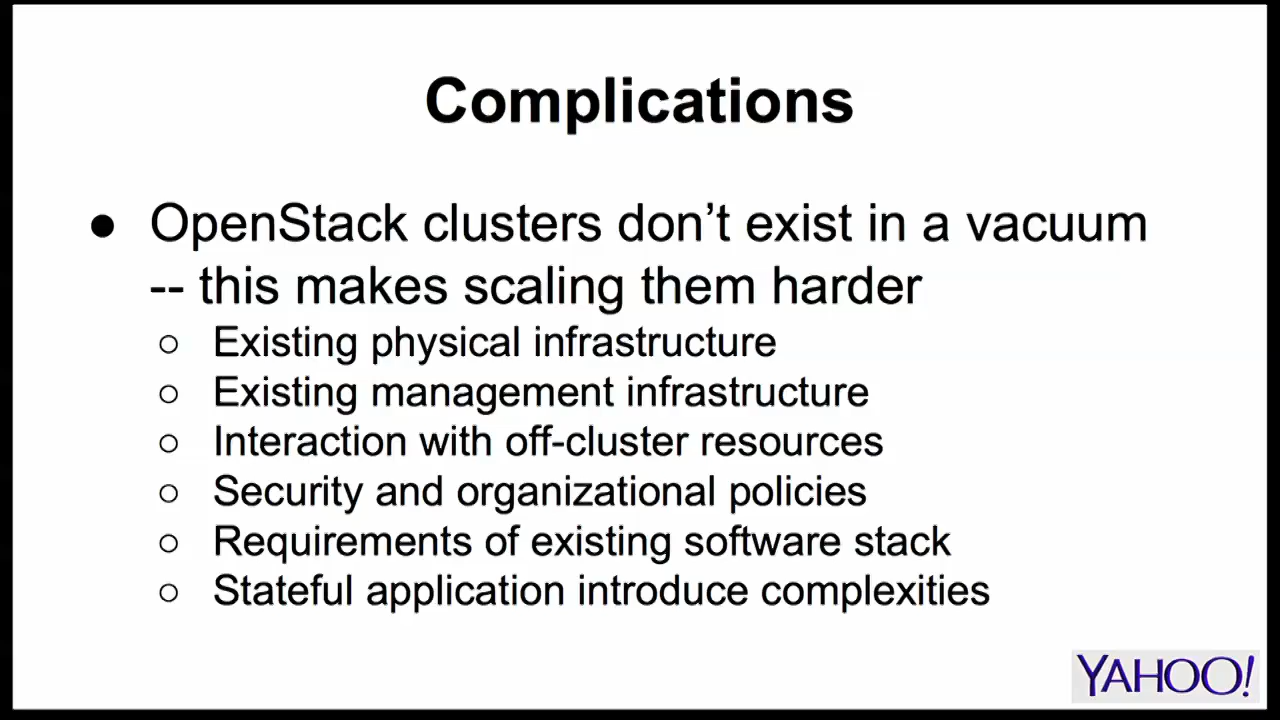 Complications
● OpenStack clusters don’t exist in a vacuum
-- this makes scaling them harder
○ Existing physical infrastructure
○ Existing management infrastructure
○ Interaction with off-cluster resources
○ Security and organizational policies
○ Requirements of existing software stack
○ Stateful application introduce complexities
YAHOO!